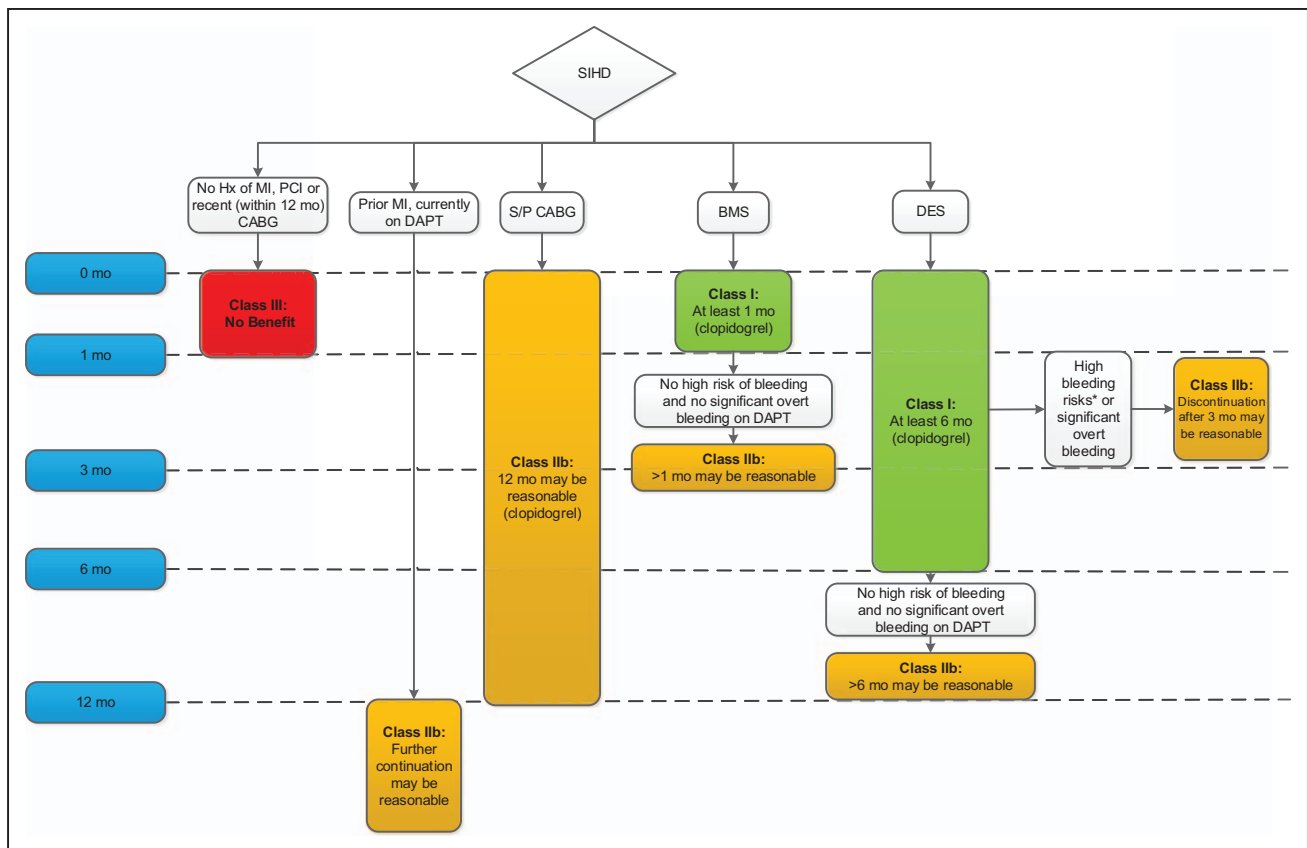 SIHD
No Hx of MI, PCI or
recent (within 12 mo)
CABG
Prior MI, currently
on DAPT
S/P CABG
BMS
DES
0 mo
Class III:
No Benefit
Class I:
At least 1 mo
(clopidogrel)
1 mo
No high risk of bleeding
and no significant overt
bleeding on DAPT
Class I:
At least 6 mo
(clopidogrel)
High
bleeding
risks* or
significant
overt
bleeding
Class IIb:
Discontinuation
after 3 mo may
be reasonable
3 mo
Class IIb:
12 mo may be
reasonable
(clopidogrel)
Class IIb:
>1 mo may be reasonable
6 mo
No high risk of bleeding
and no significant overt
bleeding on DAPT
Class IIb:
>6 mo may be reasonable
12 mo
Class IIb:
Further
continuation
may be
reasonable